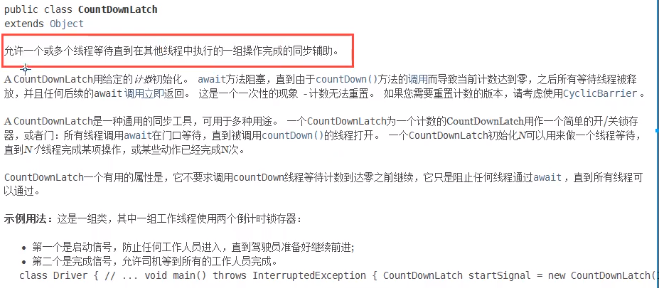 public class CountDownLatch
extends Object
允许一个或多个线程等待直到在其他线程中执行的一组操作完成的同步辅助。
A CountDownLatch用给定的计数初始化。 await方法阻塞，直到由于countDown()方法的调用而导致当前计数达到零，之后所有等待线程被释
放，并且任何后续的await 调用立即返回。 这是一个一次性的现象 - 计数无法重置。 如果您需要重置计数的版本，请考虑使用CyclicBarrier 。
A CountDownLatch是一种通用的同步工具，可用于多种用途。 一个CountDownLatch为一个计数的CountDownLatch用作一个简单的开/关锁存
器，或者门：所有线程调用await在门口等待，直到被调用countDown()的线程打开。 一个CountDownLatch初始化N可以用来做一个线程等待，
直到N个线程完成某项操作，或某些动作已经完成N次。
CountDownLatch一个有用的属性是，它不要求调用countDown线程等待计数到达零之前继续，它只是阻止任何线程通过await ，直到所有线程可
以通过。
示例用法：这是一组类，其中一组工作线程使用两个倒计时锁存器：
• 第一个是启动信号，防止任何工作人员进入，直到驾驶员准备好继续前进;
• 第二个是完成信号，允许司机等到所有的工作人员完成。
class Driver { // ... void main() throws InterruptedException { CountDownLatch startSignal = new CountDownLatch(